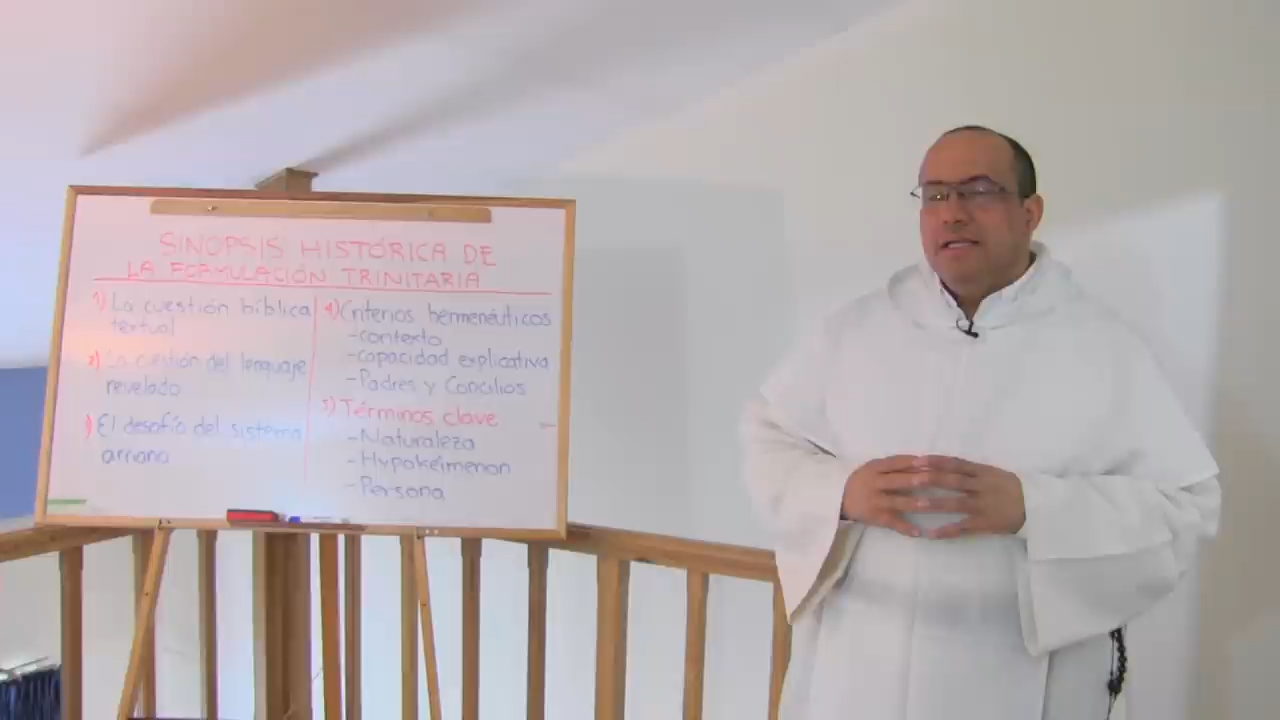 SINOPSIS HISTÓRICA DE
LA FORMULACIÓN TRINITARIA
1) La cuestión bíblica
textual
2) La cuestión del lenguaje
revelado
3) El desafío del sistema
arriano
4) Criterios hermenéuticos
-contexto
-capacidad explicativa
-Padres y Concilios
5) Términos clave
-Naturaleza
-Hypokéimenon
-Persona